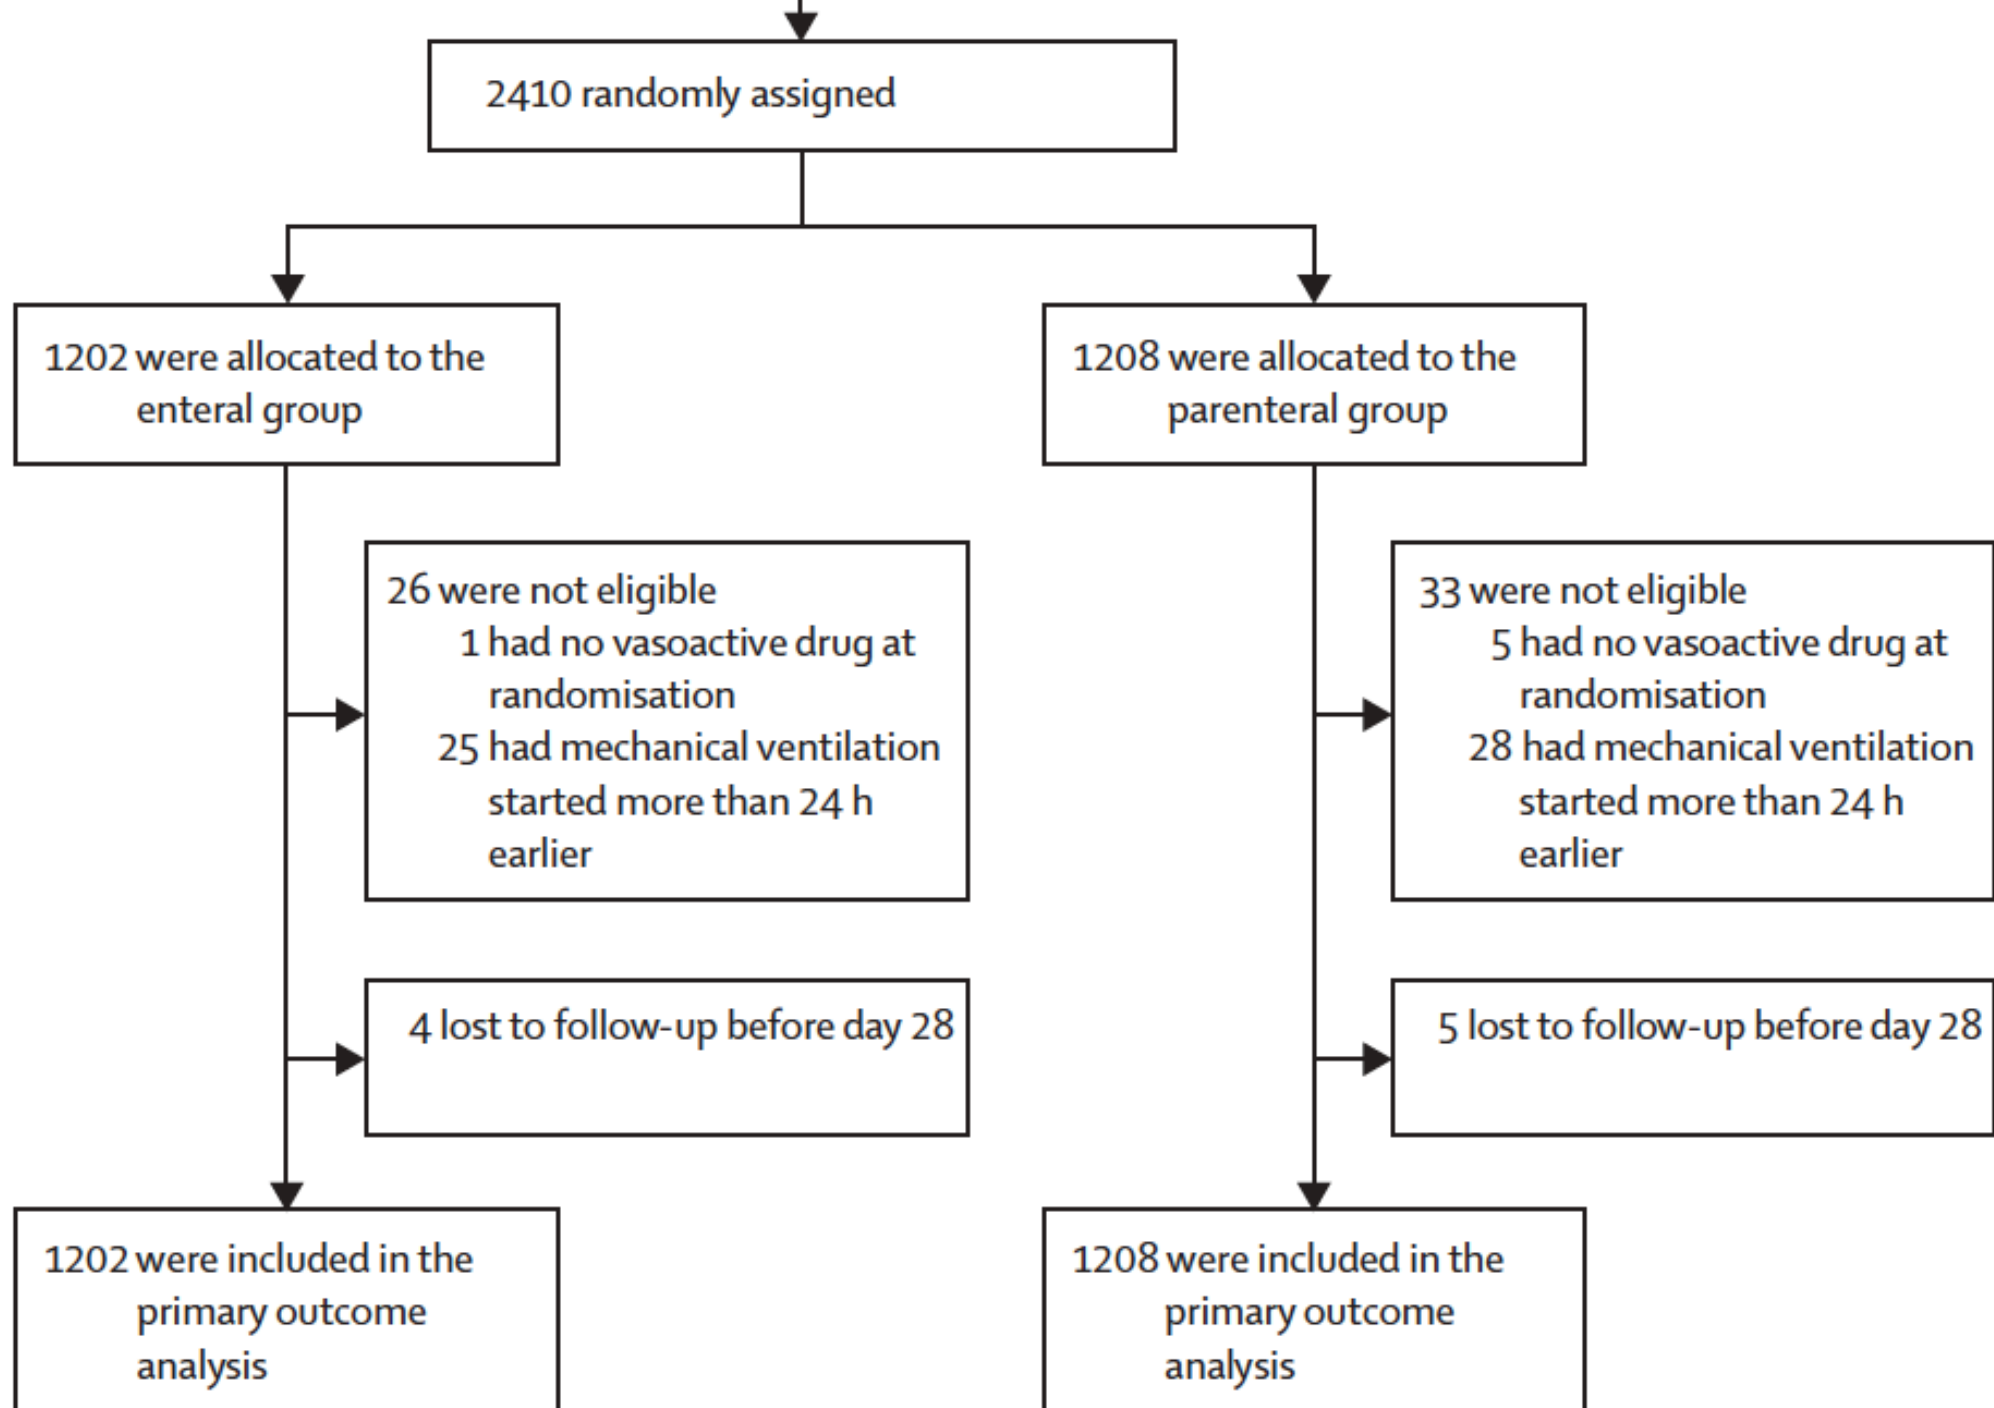 2410 randomly assigned
1202 were allocated to the
enteral group
1208 were allocated to the
parenteral group
26 were not eligible
1 had no vasoactive drug at
randomisation
25 had mechanical ventilation
started more than 24 h
earlier
33 were not eligible
5 had no vasoactive drug at
randomisation
28 had mechanical ventilation
started more than 24 h
earlier
4 lost to follow-up before day 28
5 lost to follow-up before day 28
1202 were included in the
primary outcome
analysis
1208 were included in the
primary outcome
analysis